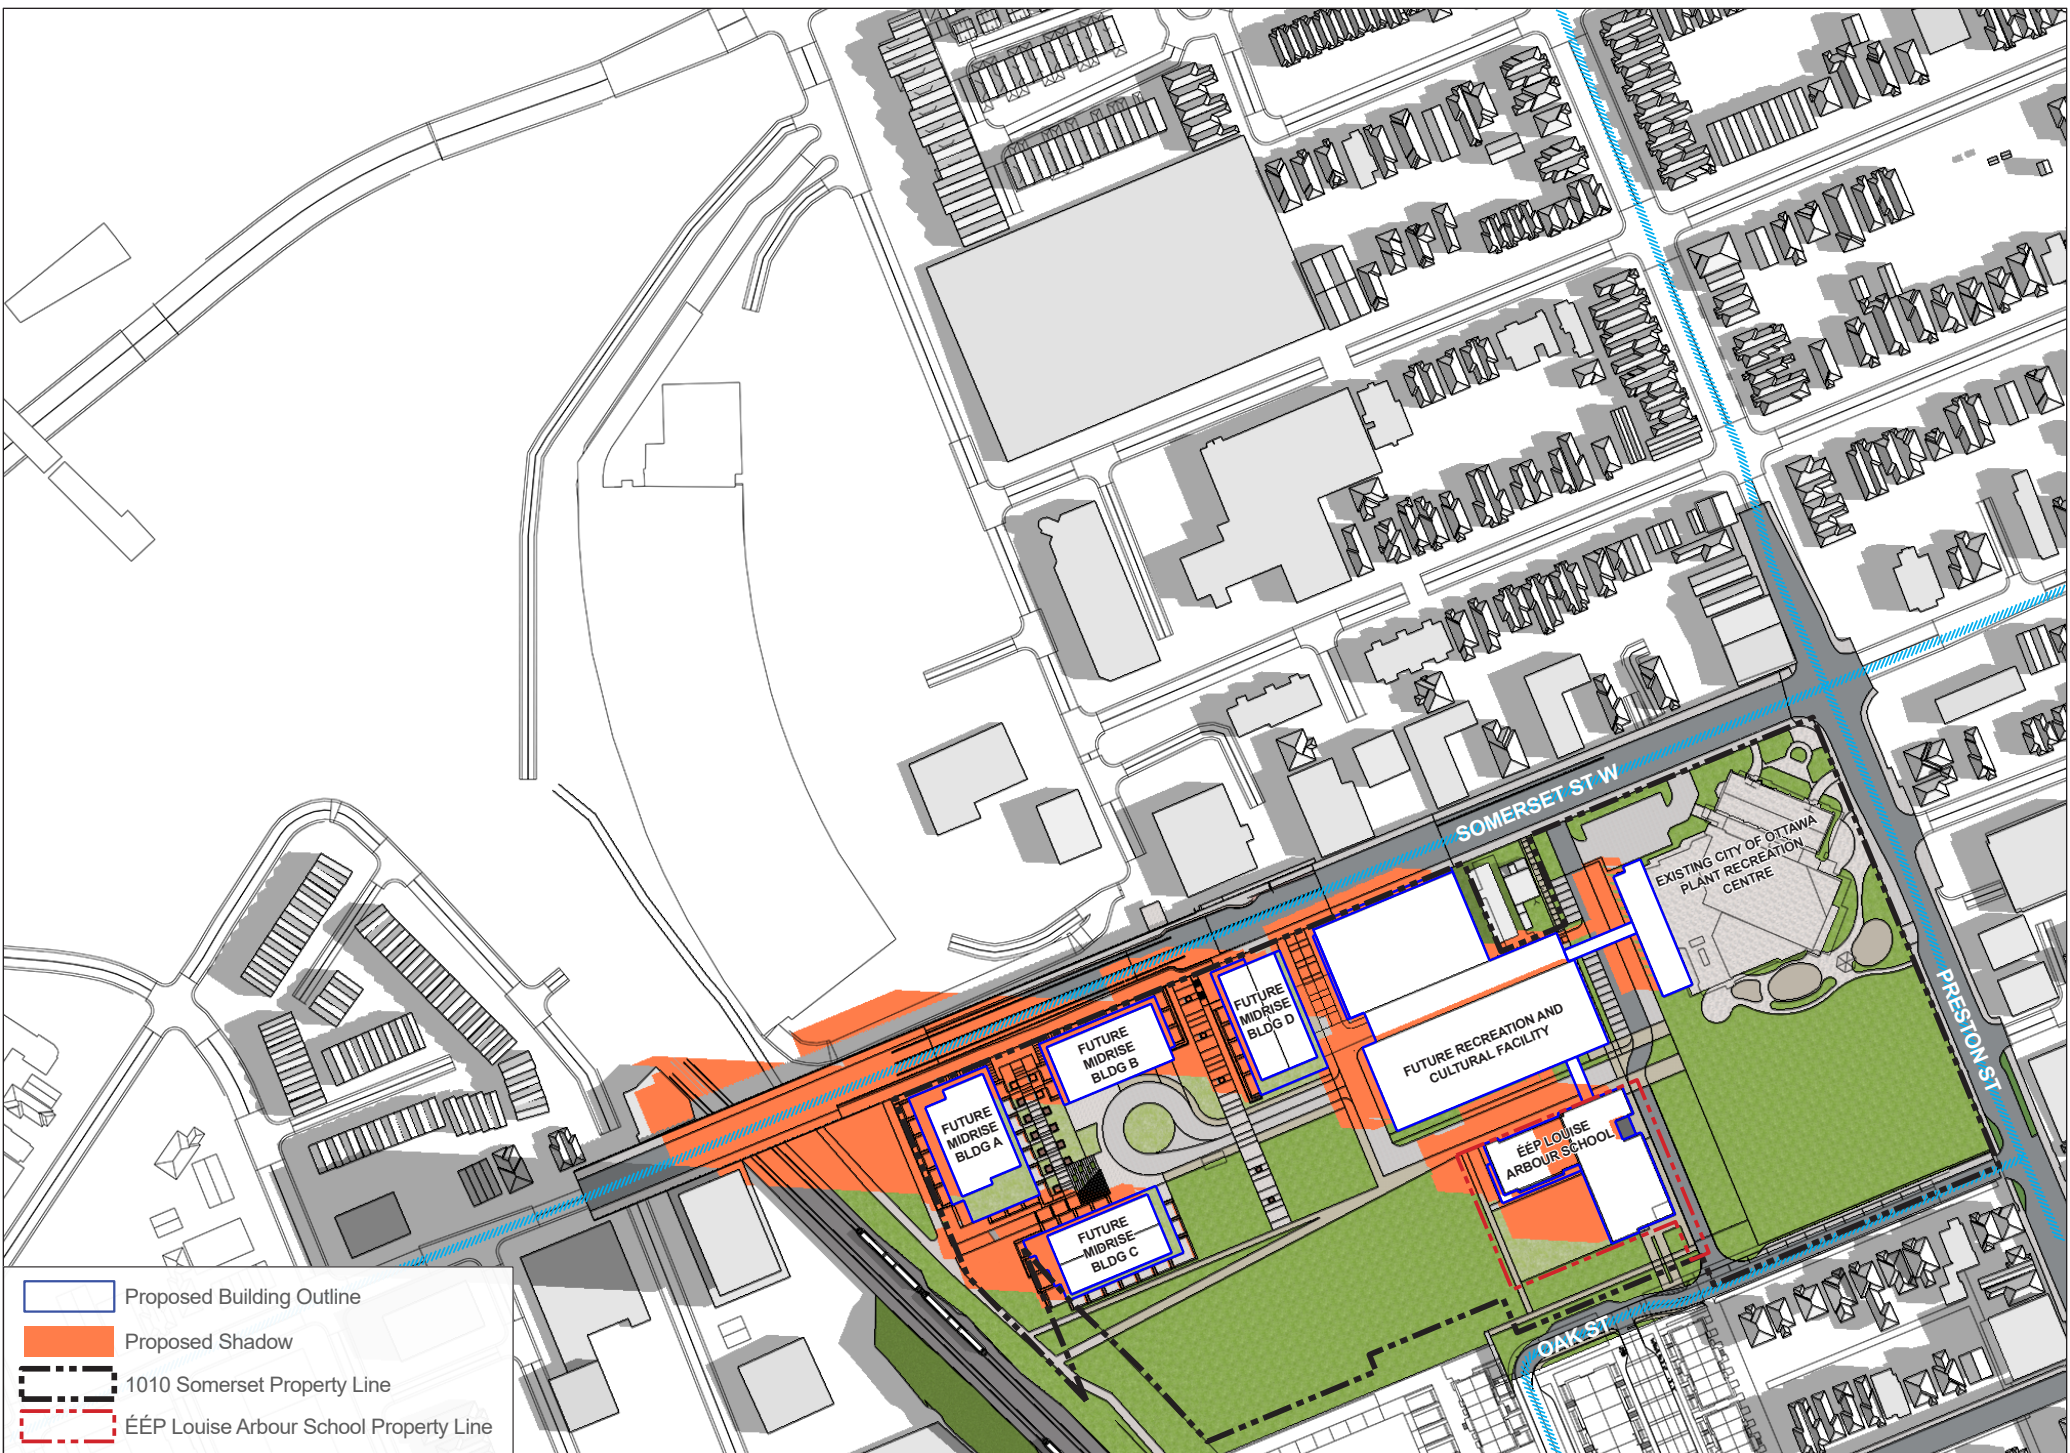 SOMERSET ST W
EXISTING CITY OF OTTAWA
PLANT RECREATION
CENTRE
PRESTON ST
FUTURE
MIDRISE
BLDG D
FUTURE
MIDRISE
BLDG B
FUTURE RECREATION AND
CULTURAL FACILITY
FUTURE
MIDRISE
BLDG A
ÉÉP LOUISE
ARBOUR SCHOOL
FUTURE
MIDRISE
BLDG C
OAK ST
Proposed Building Outline
Proposed Shadow
1010 Somerset Property Line
ÉÉP Louise Arbour School Property Line